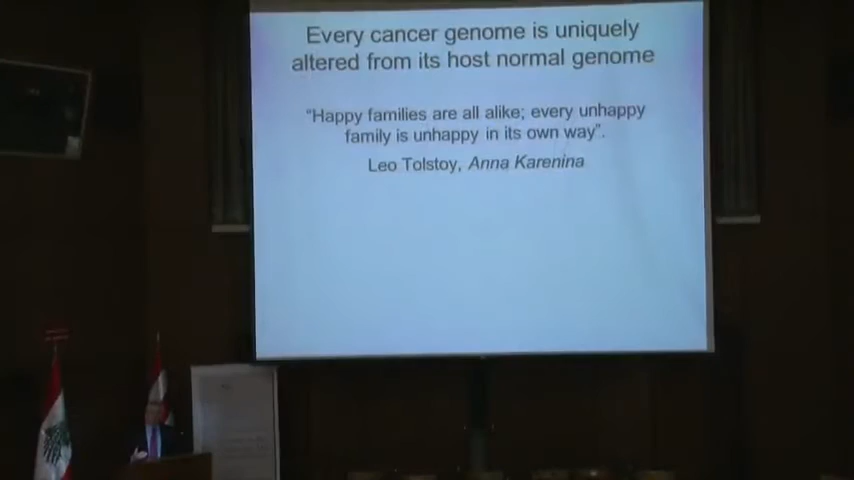 Every cancer genome is uniquely
altered from its host normal genome
“Happy families are all alike; every unhappy
family is unhappy in its own way”.
Leo Tolstoy, Anna Karenina